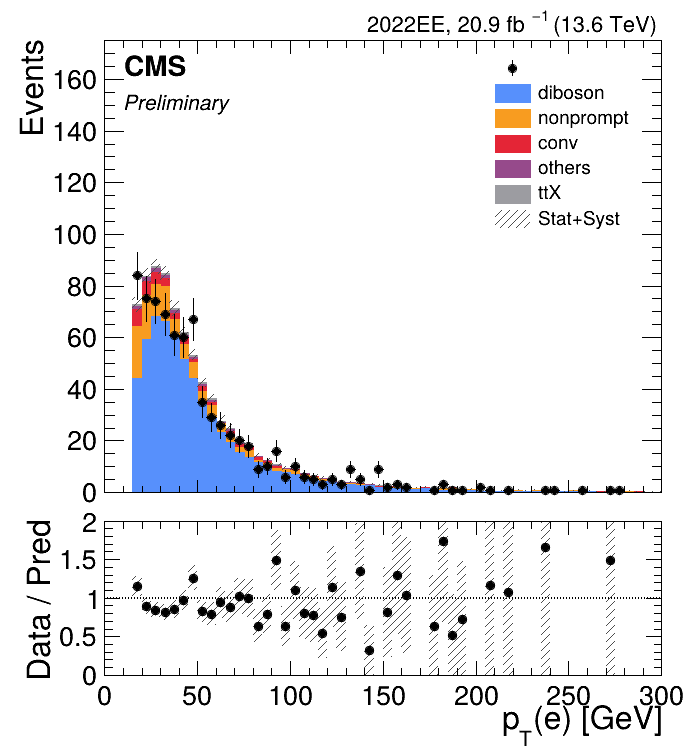 2022EE, 20.9 fb⁻¹ (13.6 TeV)
CMS
Preliminary
Events
160
140
120
100
80
60
40
20
0
diboson
nonprompt
conv
others
ttX
Stat+Syst
Data / Pred
2
1.5
1
0.5
0
0 50 100 150 200 250 300
p_T(e) [GeV]